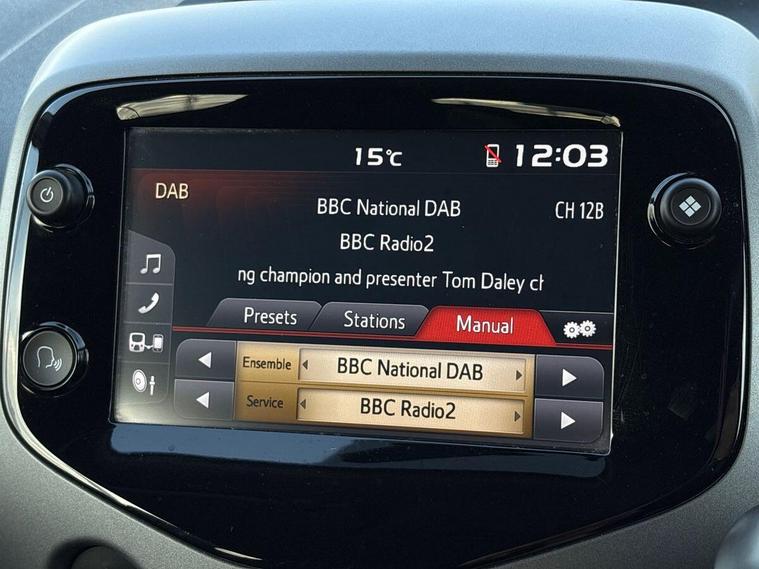 15°C 12:03
DAB
BBC National DAB CH 12B
BBC Radio2
ng champion and presenter Tom Daley ch
Presets Stations Manual
Ensemble BBC National DAB
Service BBC Radio2